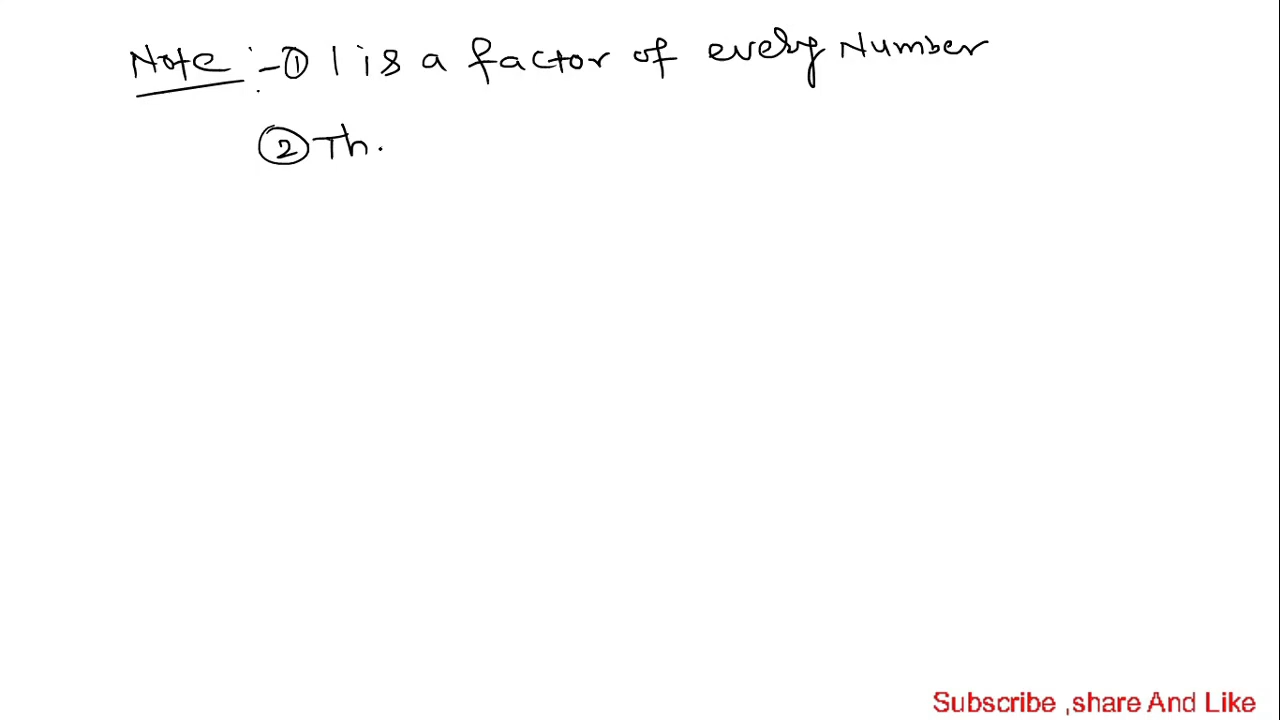 Note :- ① 1 is a factor of every Number
② Th.
Subscribe ,share And Like